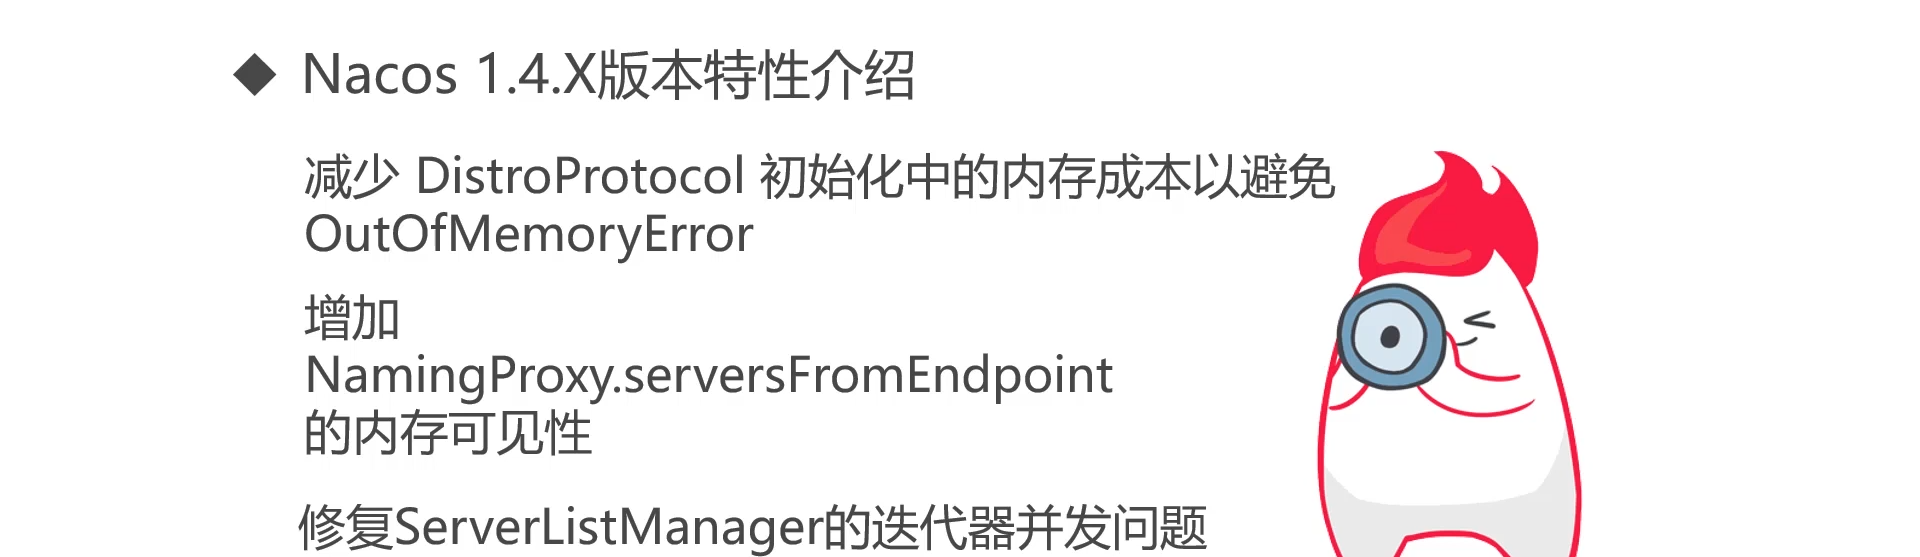 ◆ Nacos 1.4.X版本特性介绍
减少 DistroProtocol 初始化中的内存成本以避免
OutOfMemoryError
增加
NamingProxy.serversFromEndpoint
的内存可见性
修复ServerListManager的迭代器并发问题